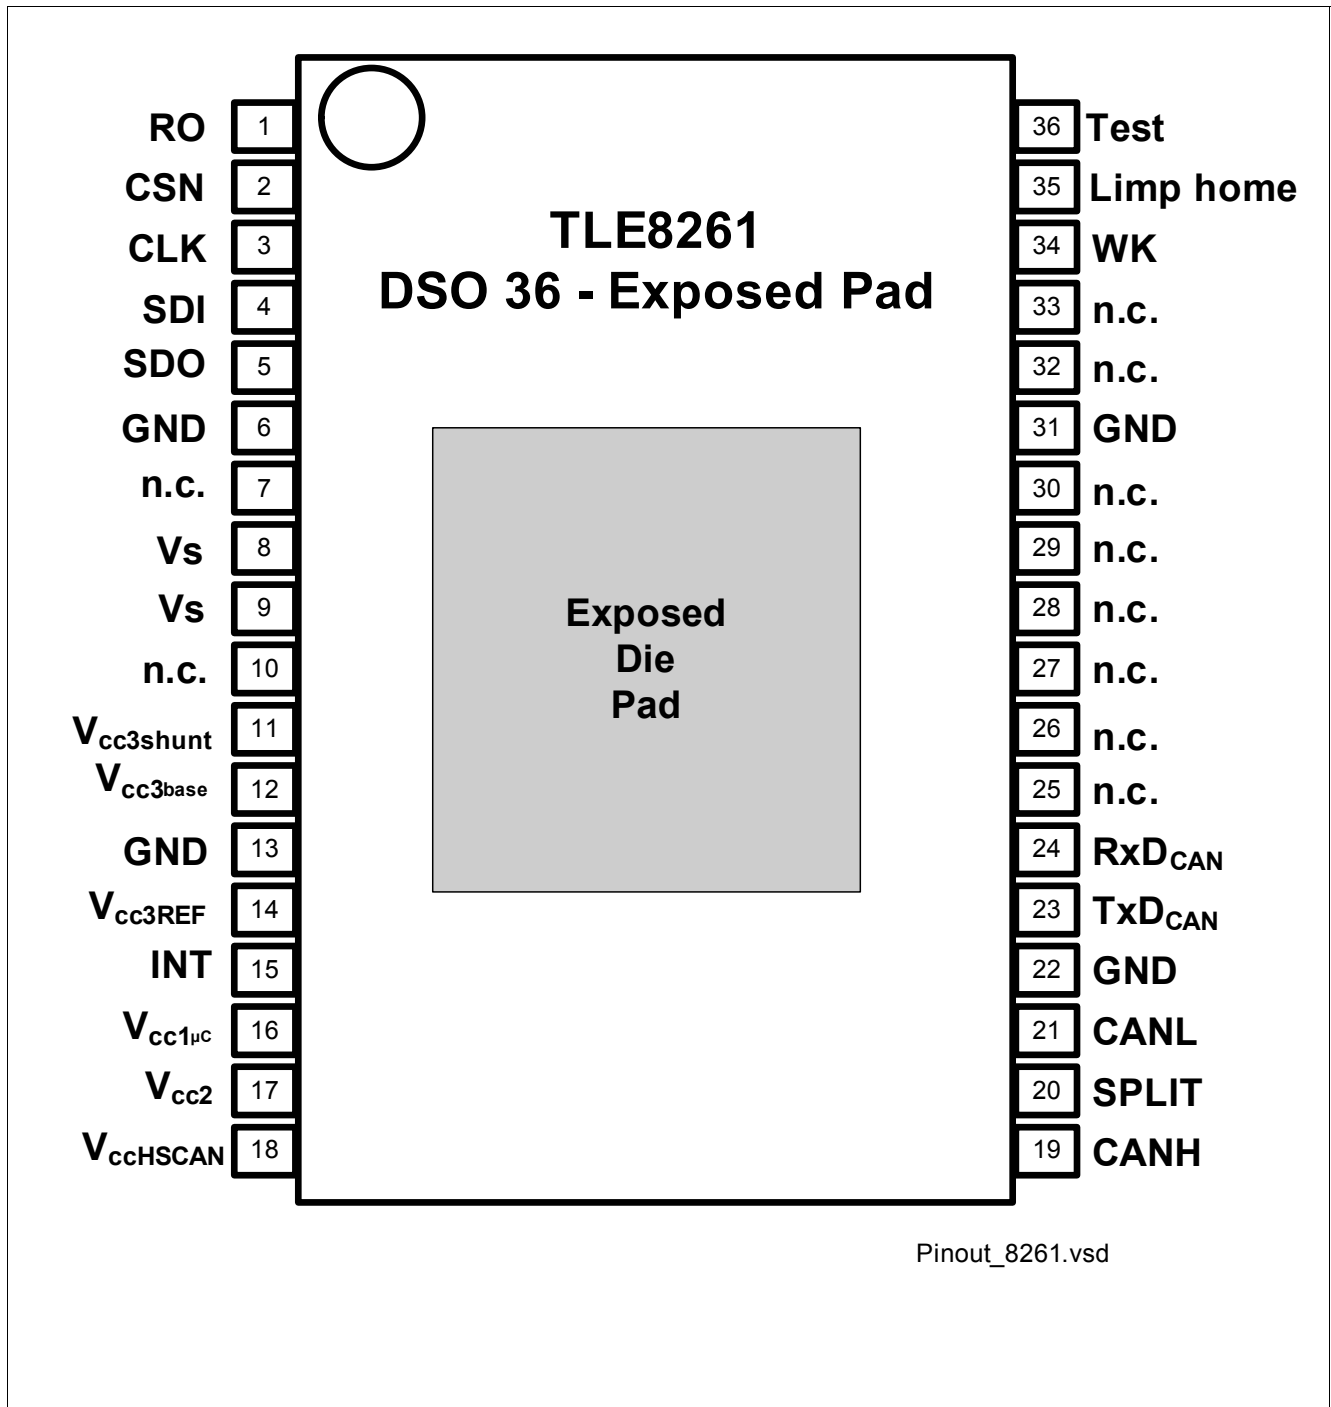 RO 1
CSN 2
CLK 3
SDI 4
SDO 5
GND 6
n.c. 7
Vs 8
Vs 9
n.c. 10
Vcc3shunt 11
Vcc3base 12
GND 13
Vcc3REF 14
INT 15
Vcc1µC 16
Vcc2 17
VccHSCAN 18
TLE8261
DSO 36 - Exposed Pad
Exposed
Die
Pad
36 Test
35 Limp home
34 WK
33 n.c.
32 n.c.
31 GND
30 n.c.
29 n.c.
28 n.c.
27 n.c.
26 n.c.
25 n.c.
24 RxDCAN
23 TxDCAN
22 GND
21 CANL
20 SPLIT
19 CANH
Pinout_8261.vsd